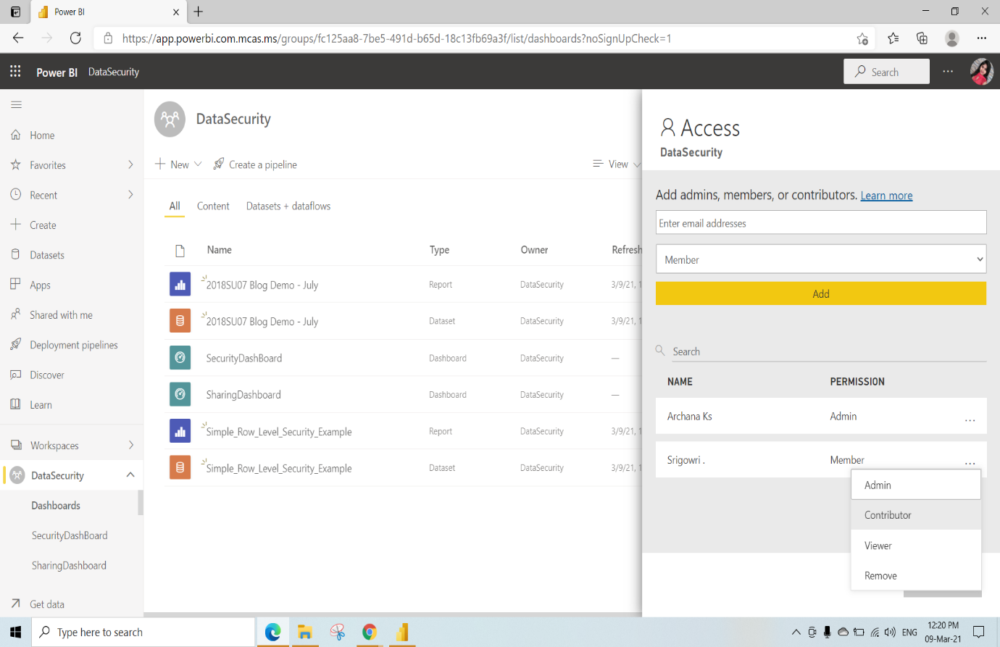 Power BI
https://app.powerbi.com.mcas.ms/groups/fc125aa8-7be5-491d-b65d-18c13fb69a3f/list/dashboards?noSignUpCheck=1
Power BI DataSecurity Search
Home
Favorites
Recent
Create
Datasets
Apps
Shared with me
Deployment pipelines
Discover
Learn
Workspaces
DataSecurity
Dashboards
SecurityDashBoard
SharingDashboard
Get data
DataSecurity
New Create a pipeline View
All Content Datasets + dataflows
Name Type Owner Refresh
2018SU07 Blog Demo - July Report DataSecurity 3/9/21, 1
2018SU07 Blog Demo - July Dataset DataSecurity 3/9/21, 1
SecurityDashBoard Dashboard DataSecurity —
SharingDashboard Dashboard DataSecurity —
Simple_Row_Level_Security_Example Report DataSecurity 3/9/21, 1
Simple_Row_Level_Security_Example Dataset DataSecurity 3/9/21, 1
Access
DataSecurity
Add admins, members, or contributors. Learn more
Enter email addresses
Member
Add
Search
NAME PERMISSION
Archana Ks Admin ...
Srigowri . Member ...
Admin
Contributor
Viewer
Remove
Type here to search
ENG
12:20 PM
09-Mar-21